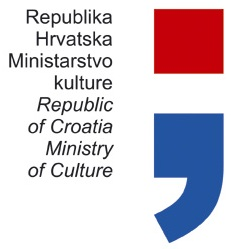 Republika
Hrvatska
Ministarstvo
kulture
Republic
of Croatia
Ministry
of Culture